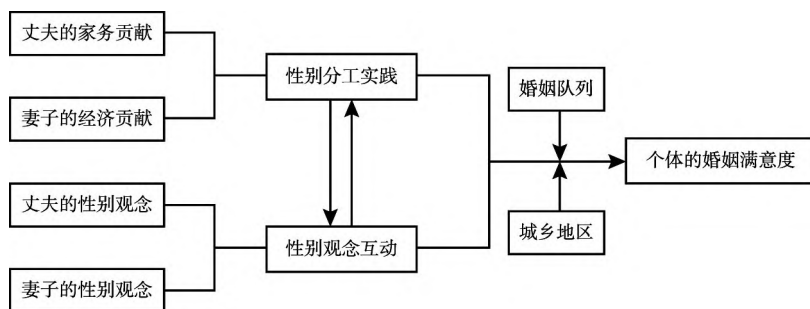 丈夫的家务贡献
妻子的经济贡献
丈夫的性别观念
妻子的性别观念
性别分工实践
性别观念互动
婚姻队列
城乡地区
个体的婚姻满意度